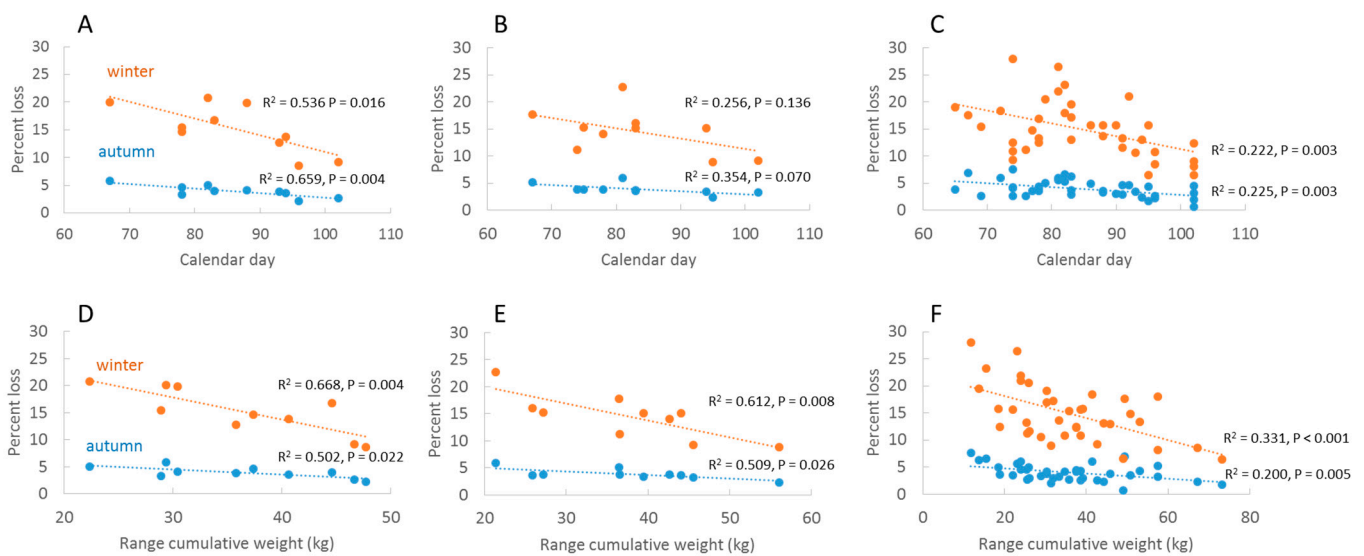 A
30
25
20
15
10
5
0
Percent loss
winter
autumn
R² = 0.536 P = 0.016
R² = 0.659, P = 0.004
60 70 80 90 100 110
Calendar day
B
30
25
20
15
10
5
0
Percent loss
R² = 0.256, P = 0.136
R² = 0.354, P = 0.070
60 70 80 90 100 110
Calendar day
C
30
25
20
15
10
5
0
Percent loss
R² = 0.222, P = 0.003
R² = 0.225, P = 0.003
60 70 80 90 100 110
Calendar day
D
30
25
20
15
10
5
0
Percent loss
winter
autumn
R² = 0.668, P = 0.004
R² = 0.502, P = 0.022
20 30 40 50
Range cumulative weight (kg)
E
30
25
20
15
10
5
0
Percent loss
R² = 0.612, P = 0.008
R² = 0.509, P = 0.026
20 30 40 50 60
Range cumulative weight (kg)
F
30
25
20
15
10
5
0
Percent loss
R² = 0.331, P < 0.001
R² = 0.200, P = 0.005
0 10 20 30 40 50 60 70 80
Range cumulative weight (kg)